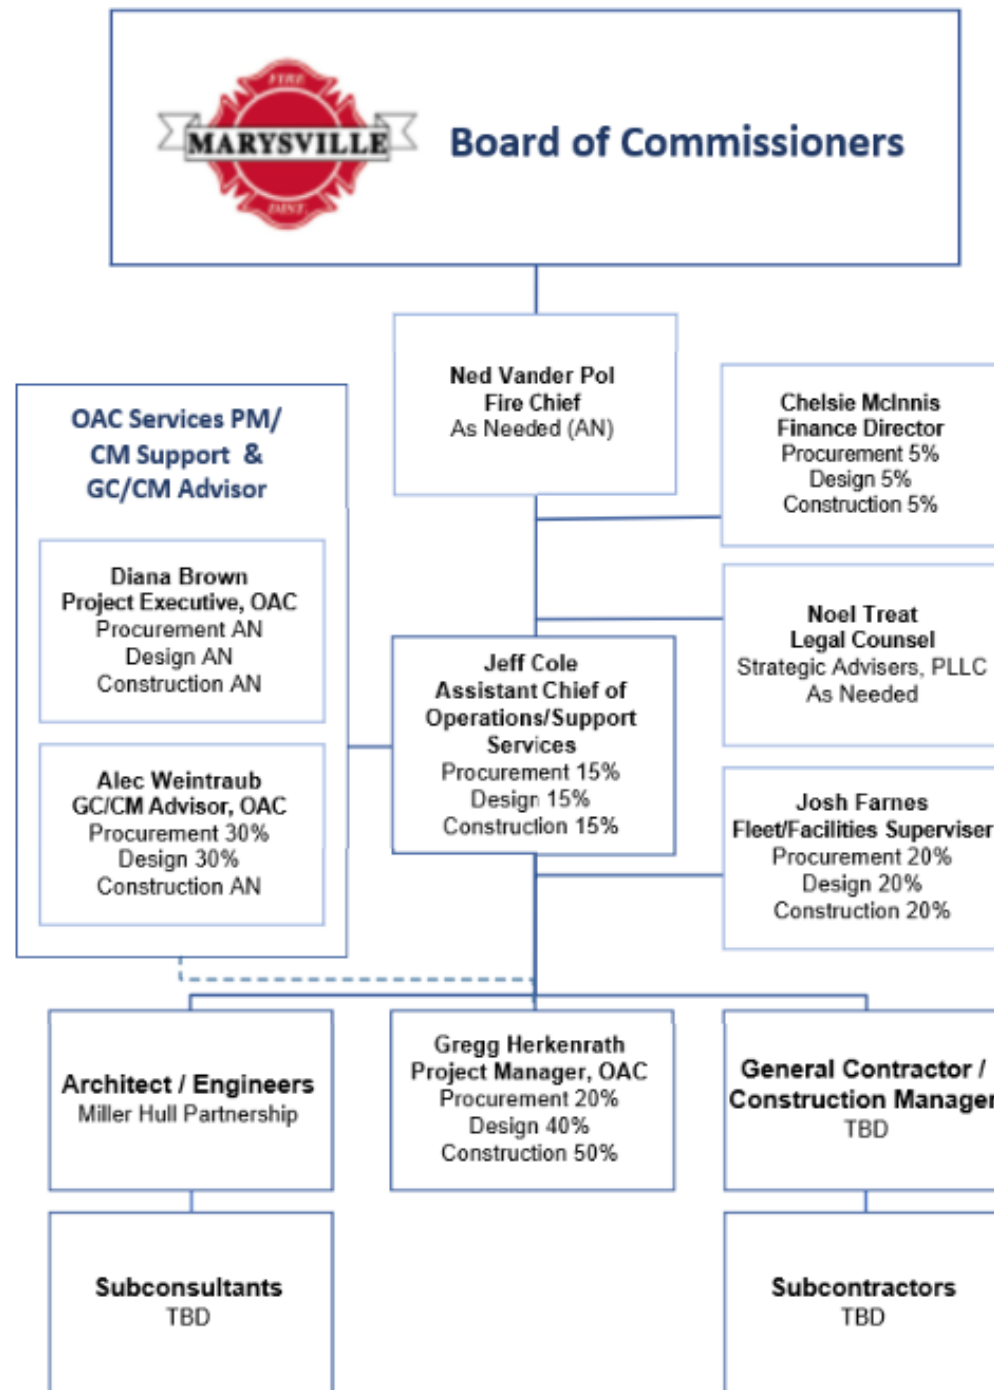 FIRE
MARYSVILLE
DIST.
Board of Commissioners
Ned Vander Pol
Fire Chief
As Needed (AN)
Chelsie McInnis
Finance Director
Procurement 5%
Design 5%
Construction 5%
OAC Services PM/
CM Support &
GC/CM Advisor
Diana Brown
Project Executive, OAC
Procurement AN
Design AN
Construction AN
Alec Weintraub
GC/CM Advisor, OAC
Procurement 30%
Design 30%
Construction AN
Noel Treat
Legal Counsel
Strategic Advisers, PLLC
As Needed
Jeff Cole
Assistant Chief of
Operations/Support
Services
Procurement 15%
Design 15%
Construction 15%
Josh Farnes
Fleet/Facilities Superviser
Procurement 20%
Design 20%
Construction 20%
Architect / Engineers
Miller Hull Partnership
Gregg Herkenrath
Project Manager, OAC
Procurement 20%
Design 40%
Construction 50%
General Contractor /
Construction Manager
TBD
Subconsultants
TBD
Subcontractors
TBD